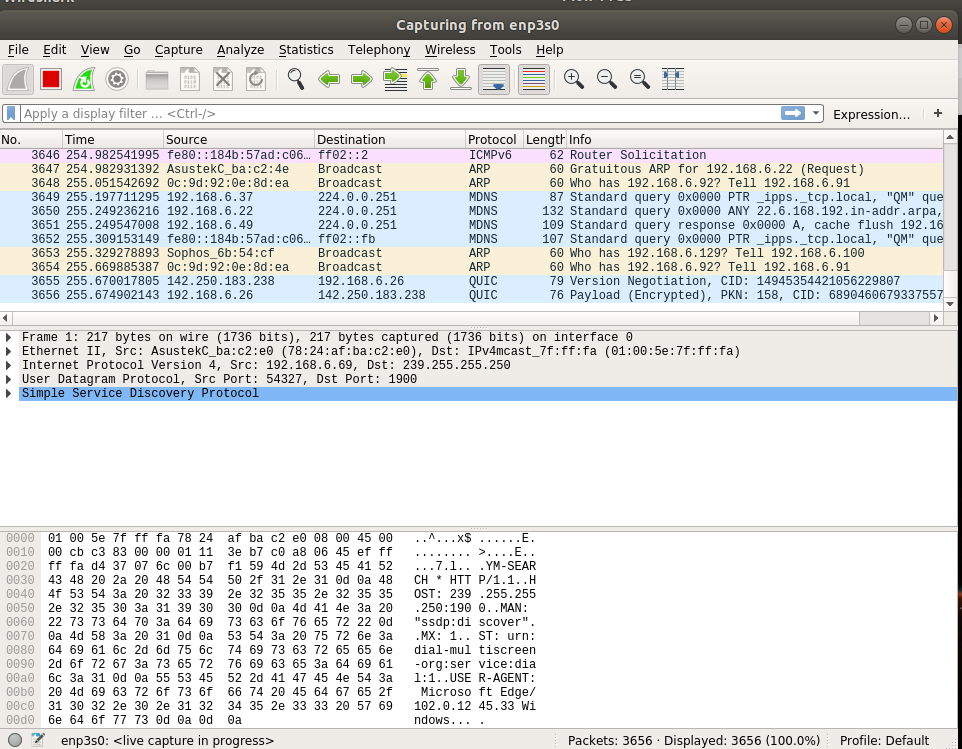 Capturing from enp3s0
File Edit View Go Capture Analyze Statistics Telephony Wireless Tools Help
Apply a display filter … <Ctrl-/> Expression… +
No. Time Source Destination Protocol Length Info
3646 254.982541995 fe80::184b:57ad:c06… ff02::2 ICMPv6 62 Router Solicitation
3647 254.982931392 AsustekC_ba:c2:4e Broadcast ARP 60 Gratuitous ARP for 192.168.6.22 (Request)
3648 255.051542692 0c:9d:92:0e:8d:ea Broadcast ARP 60 Who has 192.168.6.92? Tell 192.168.6.91
3649 255.197711295 192.168.6.37 224.0.0.251 MDNS 87 Standard query 0x0000 PTR _ipps._tcp.local, "QM" que
3650 255.249236216 192.168.6.22 224.0.0.251 MDNS 132 Standard query 0x0000 ANY 22.6.168.192.in-addr.arpa,
3651 255.249547008 192.168.6.49 224.0.0.251 MDNS 109 Standard query response 0x0000 A, cache flush 192.16
3652 255.309153149 fe80::184b:57ad:c06… ff02::fb MDNS 107 Standard query 0x0000 PTR _ipps._tcp.local, "QM" que
3653 255.329278893 Sophos_6b:54:cf Broadcast ARP 60 Who has 192.168.6.129? Tell 192.168.6.100
3654 255.669885387 0c:9d:92:0e:8d:ea Broadcast ARP 60 Who has 192.168.6.92? Tell 192.168.6.91
3655 255.670017805 142.250.183.238 192.168.6.26 QUIC 79 Version Negotiation, CID: 14945354421056229807
3656 255.674902143 192.168.6.26 142.250.183.238 QUIC 76 Payload (Encrypted), PKN: 158, CID: 6890460679337557
Frame 1: 217 bytes on wire (1736 bits), 217 bytes captured (1736 bits) on interface 0
Ethernet II, Src: AsustekC_ba:c2:e0 (78:24:af:ba:c2:e0), Dst: IPv4mcast_7f:ff:fa (01:00:5e:7f:ff:fa)
Internet Protocol Version 4, Src: 192.168.6.69, Dst: 239.255.255.250
User Datagram Protocol, Src Port: 54327, Dst Port: 1900
Simple Service Discovery Protocol
0000 01 00 5e 7f ff fa 78 24 af ba c2 e0 08 00 45 00 ..^...x$ ......E.
0010 00 cb c3 83 00 00 01 11 3e b7 c0 a8 06 45 ef ff ........ >....E..
0020 ff fa d4 37 07 6c 00 b7 f1 59 4d 2d 53 45 41 52 ...7.l.. .YM-SEAR
0030 43 48 20 2a 20 48 54 54 50 2f 31 2e 31 0d 0a 48 CH * HTT P/1.1..H
0040 4f 53 54 3a 20 32 33 39 2e 32 35 35 2e 32 35 35 OST: 239 .255.255
0050 2e 32 35 30 3a 31 39 30 30 0d 0a 4d 41 4e 3a 20 .250:190 0..MAN:
0060 22 73 73 64 70 3a 64 69 73 63 6f 76 65 72 22 0d "ssdp:di scover".
0070 0a 4d 58 3a 20 31 0d 0a 53 54 3a 20 75 72 6e 3a .MX: 1.. ST: urn:
0080 64 69 61 6c 2d 6d 75 6c 74 69 73 63 72 65 65 6e dial-mul tiscreen
0090 2d 6f 72 67 3a 73 65 72 76 69 63 65 3a 64 69 61 -org:ser vice:dia
00a0 6c 3a 31 0d 0a 55 53 45 52 2d 41 47 45 4e 54 3a l:1..USE R-AGENT:
00b0 20 4d 69 63 72 6f 73 6f 66 74 20 45 64 67 65 2f Microso ft Edge/
00c0 31 30 32 2e 30 2e 31 32 34 35 2e 33 33 20 57 69 102.0.12 45.33 Wi
00d0 6e 64 6f 77 73 0d 0a 0d 0a ndows... .
enp3s0: <live capture in progress> Packets: 3656 · Displayed: 3656 (100.0%) Profile: Default